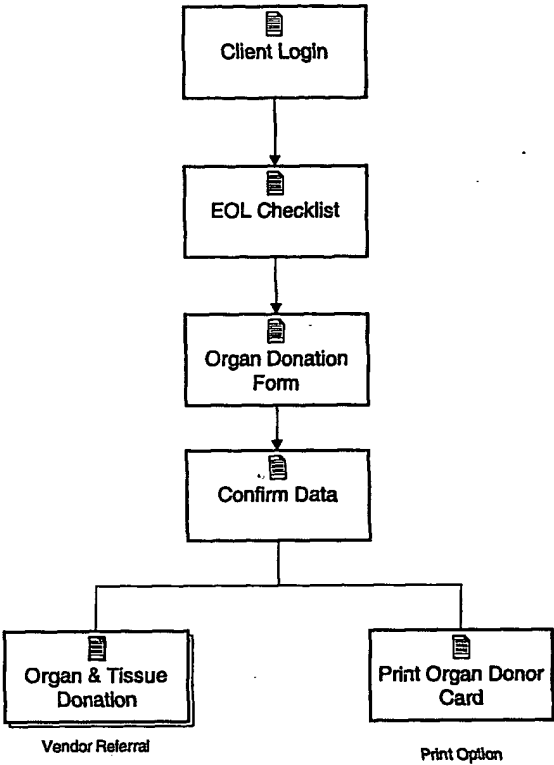 Client Login
EOL Checklist
Organ Donation
Form
Confirm Data
Organ & Tissue
Donation
Print Organ Donor
Card
Vendor Referral
Print Option